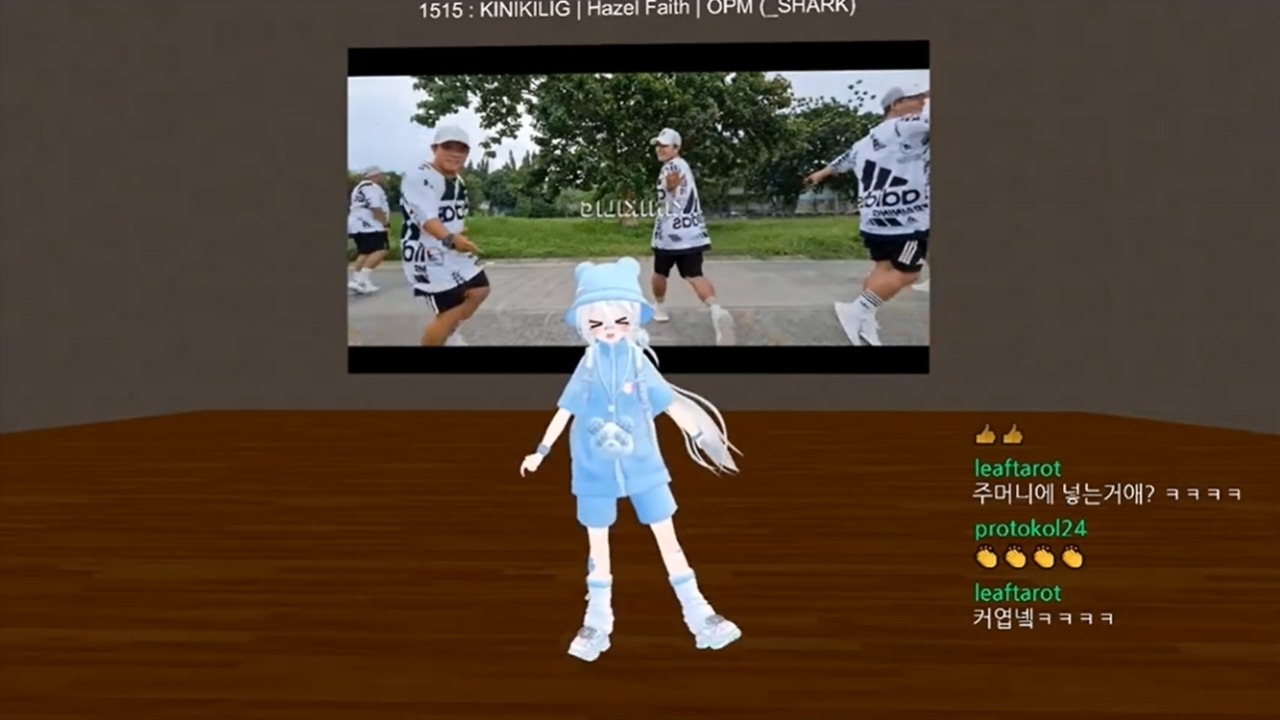 1515 : KINIKILIG | Hazel Faith | OPM (_SHARK)
👍👍
leaftarot
주머니에 넣는거애? ㅋㅋㅋㅋ
protokol24
👏👏👏👏
leaftarot
커엽넼ㅋㅋㅋㅋ